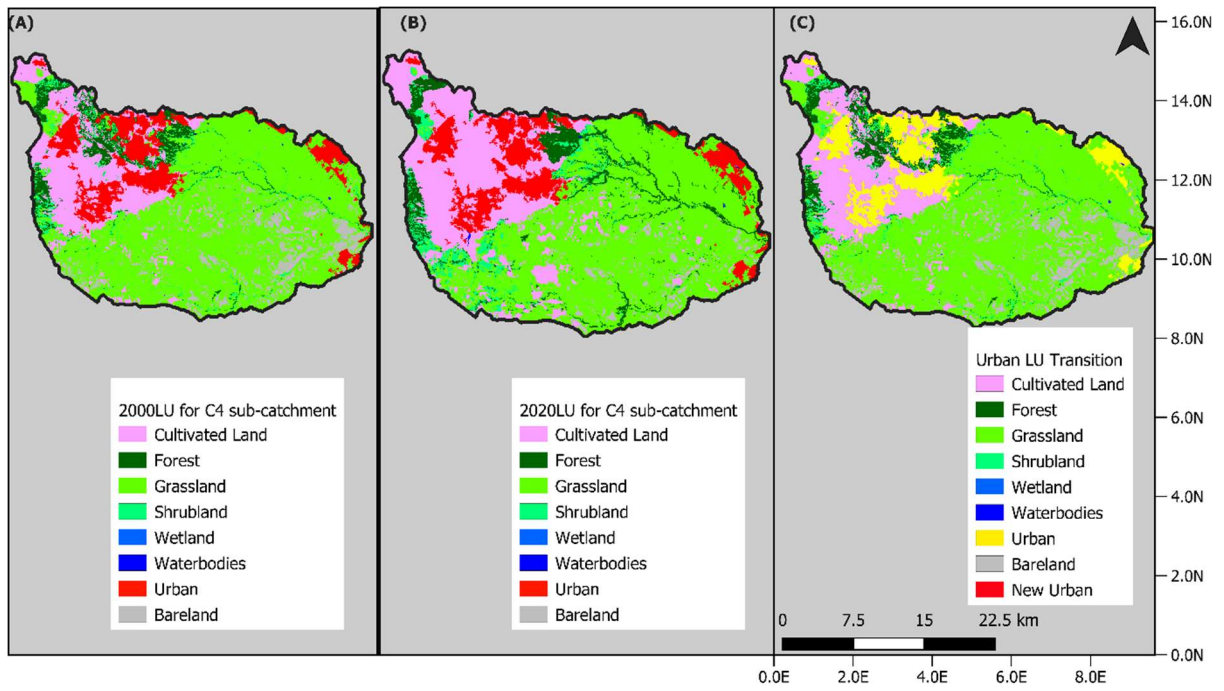 (A)
(B)
(C)
16.0N
14.0N
12.0N
10.0N
8.0N
6.0N
4.0N
2.0N
0.0N
2000LU for C4 sub-catchment
Cultivated Land
Forest
Grassland
Shrubland
Wetland
Waterbodies
Urban
Bareland
2020LU for C4 sub-catchment
Cultivated Land
Forest
Grassland
Shrubland
Wetland
Waterbodies
Urban
Bareland
Urban LU Transition
Cultivated Land
Forest
Grassland
Shrubland
Wetland
Waterbodies
Urban
Bareland
New Urban
0 7.5 15 22.5 km
0.0E 2.0E 4.0E 6.0E 8.0E